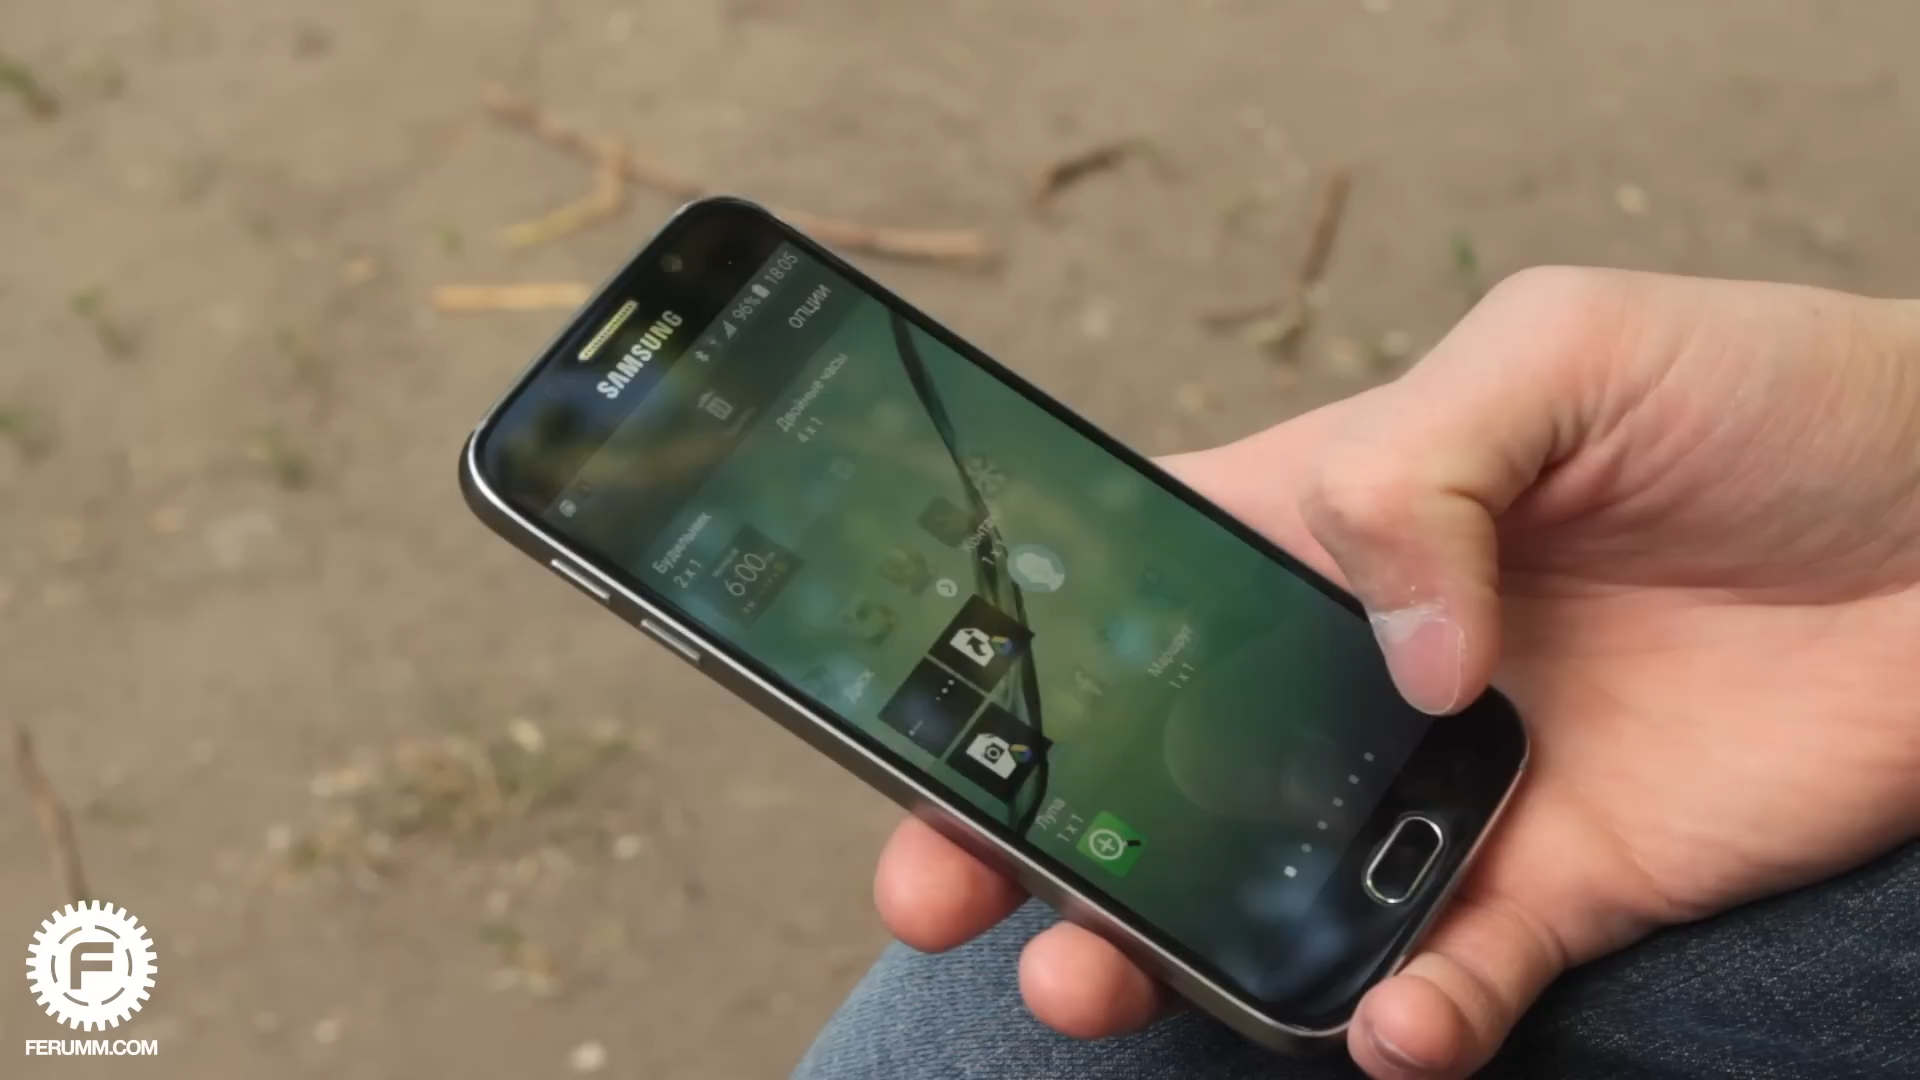 SAMSUNG
96% 18:05
ОПЦИИ
Двойные часы
4 x 1
Будильник
2 x 1
6:00
Конта
1 x 1
Диск
Маршрут
1 x 1
Лупа
1 x 1
F
FERUMM.COM